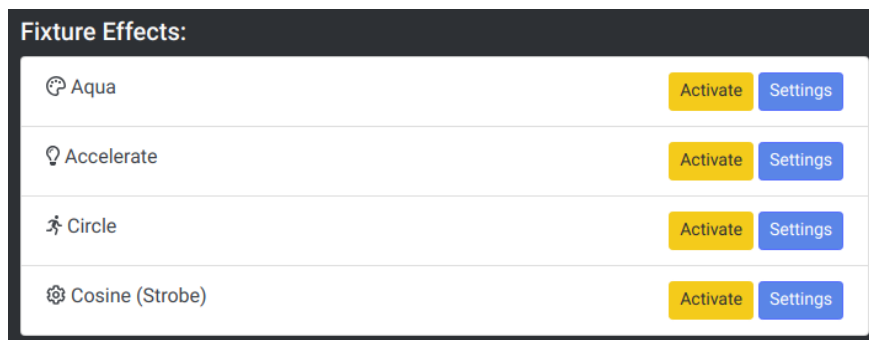 Fixture Effects:
Aqua Activate Settings
Accelerate Activate Settings
Circle Activate Settings
Cosine (Strobe) Activate Settings